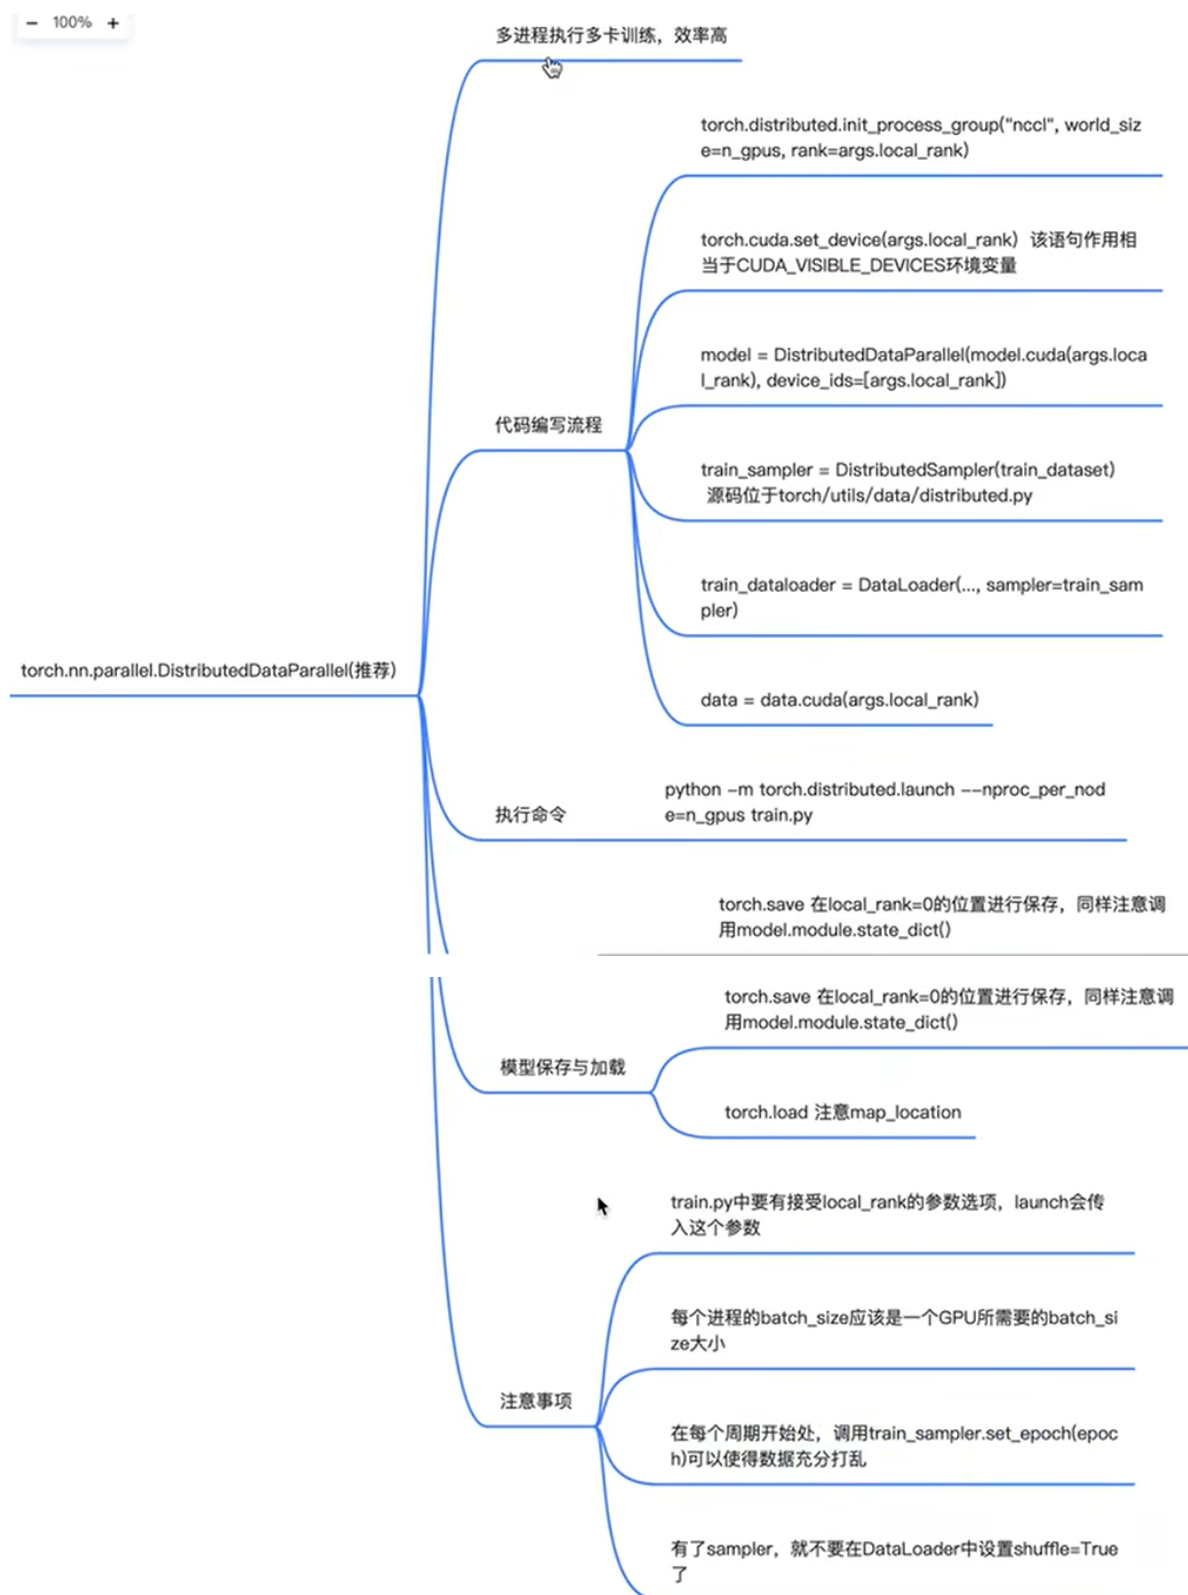 − 100% +
多进程执行多卡训练，效率高
torch.distributed.init_process_group("nccl", world_siz
e=n_gpus, rank=args.local_rank)
torch.cuda.set_device(args.local_rank)  该语句作用相
当于CUDA_VISIBLE_DEVICES环境变量
model = DistributedDataParallel(model.cuda(args.loca
l_rank), device_ids=[args.local_rank])
代码编写流程
train_sampler = DistributedSampler(train_dataset)
源码位于torch/utils/data/distributed.py
train_dataloader = DataLoader(..., sampler=train_sam
pler)
torch.nn.parallel.DistributedDataParallel(推荐)
data = data.cuda(args.local_rank)
执行命令
python −m torch.distributed.launch −−nproc_per_nod
e=n_gpus train.py
torch.save 在local_rank=0的位置进行保存，同样注意调
用model.module.state_dict()
torch.save 在local_rank=0的位置进行保存，同样注意调
用model.module.state_dict()
模型保存与加载
torch.load 注意map_location
train.py中要有接受local_rank的参数选项，launch会传
入这个参数
每个进程的batch_size应该是一个GPU所需要的batch_si
ze大小
注意事项
在每个周期开始处，调用train_sampler.set_epoch(epoc
h)可以使得数据充分打乱
有了sampler，就不要在DataLoader中设置shuffle=True
了